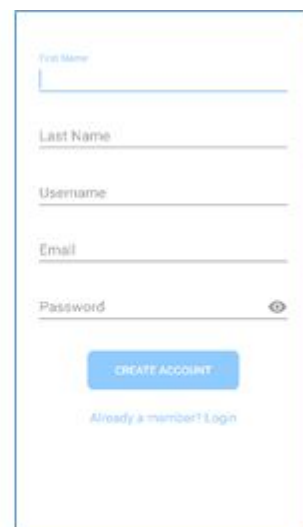 First Name
Last Name
Username
Email
Password
CREATE ACCOUNT
Already a member? Login